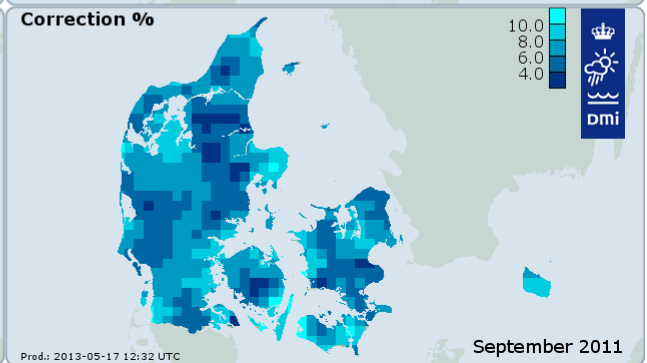 Correction %
10.0
8.0
6.0
4.0
DMi
September 2011
Prod.: 2013-05-17 12:32 UTC